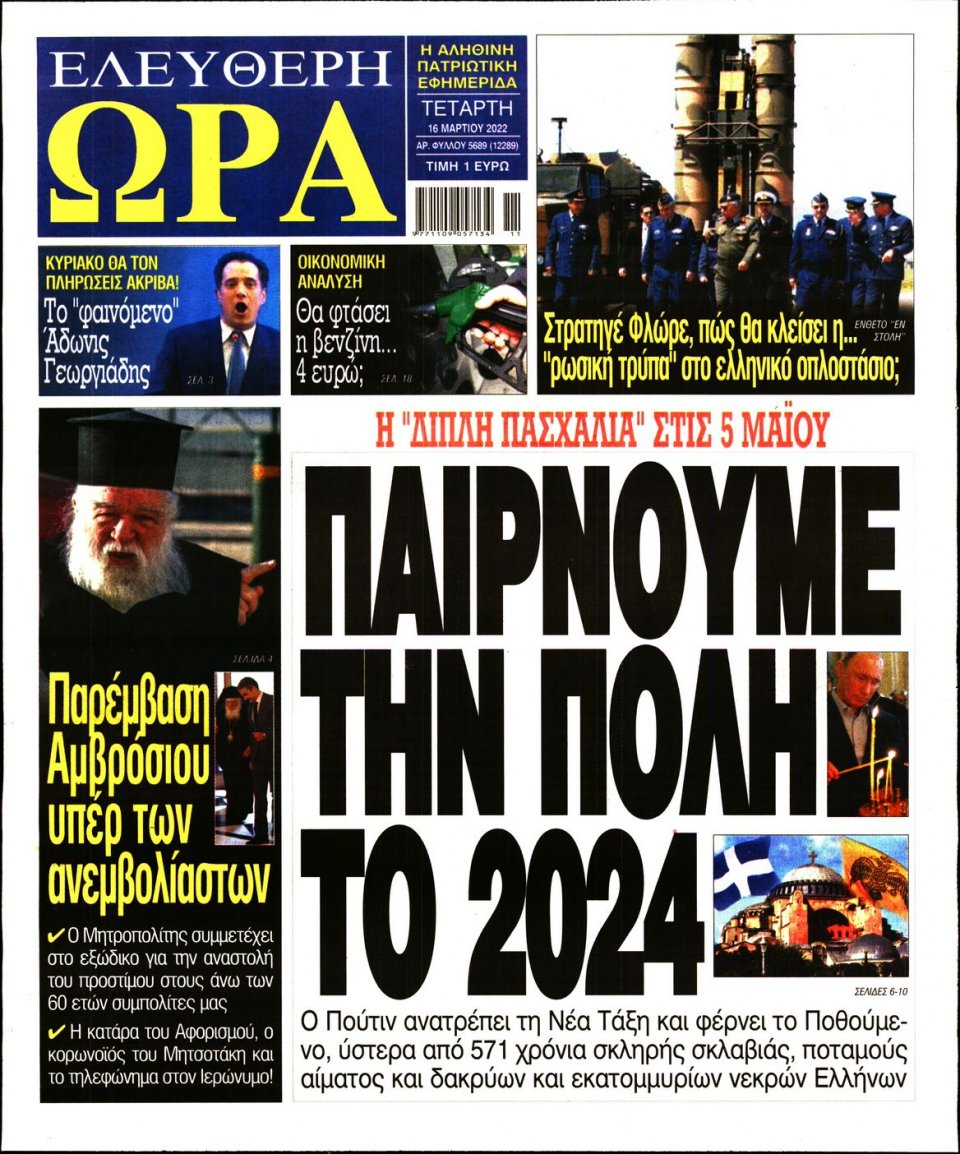 ΕΛΕΥΘΕΡΗ
ΩΡΑ
Η ΑΛΗΘΙΝΗ
ΠΑΤΡΙΩΤΙΚΗ
ΕΦΗΜΕΡΙΔΑ
ΤΕΤΑΡΤΗ
16 ΜΑΡΤΙΟΥ 2022
ΑΡ. ΦΥΛΛΟΥ 5689 (12289)
ΤΙΜΗ 1 ΕΥΡΩ
9 771109 057134
11
ΚΥΡΙΑΚΟ ΘΑ ΤΟΝ
ΠΛΗΡΩΣΕΙΣ ΑΚΡΙΒΑ!
Το "φαινόμενο"
Άδωνις
Γεωργιάδης
ΣΕΛ. 3
ΟΙΚΟΝΟΜΙΚΗ
ΑΝΑΛΥΣΗ
Θα φτάσει
η βενζίνη...
4 ευρώ;
ΣΕΛ. 18
Στρατηγέ Φλώρε, πώς θα κλείσει η...
ΕΝΘΕΤΟ "ΕΝ
ΣΤΟΛΗ"
"ρωσική τρύπα" στο ελληνικό οπλοστάσιο;
Η "ΔΙΠΛΗ ΠΑΣΧΑΛΙΑ" ΣΤΙΣ 5 ΜΑΪΟΥ
ΠΑΙΡΝΟΥΜΕ
ΤΗΝ ΠΟΛΗ
ΤΟ 2024
ΣΕΛΙΔΕΣ 6-10
Ο Πούτιν ανατρέπει τη Νέα Τάξη και φέρνει το Ποθούμε-
νο, ύστερα από 571 χρόνια σκληρής σκλαβιάς, ποταμούς
αίματος και δακρύων και εκατομμυρίων νεκρών Ελλήνων
ΣΕΛΙΔΑ 4
Παρέμβαση
Αμβρόσιου
υπέρ των
ανεμβολίαστων
✔ Ο Μητροπολίτης συμμετέχει
στο εξώδικο για την αναστολή
του προστίμου στους άνω των
60 ετών συμπολίτες μας
✔ Η κατάρα του Αφορισμού, ο
κορωνοϊός του Μητσοτάκη και
το τηλεφώνημα στον Ιερώνυμο!